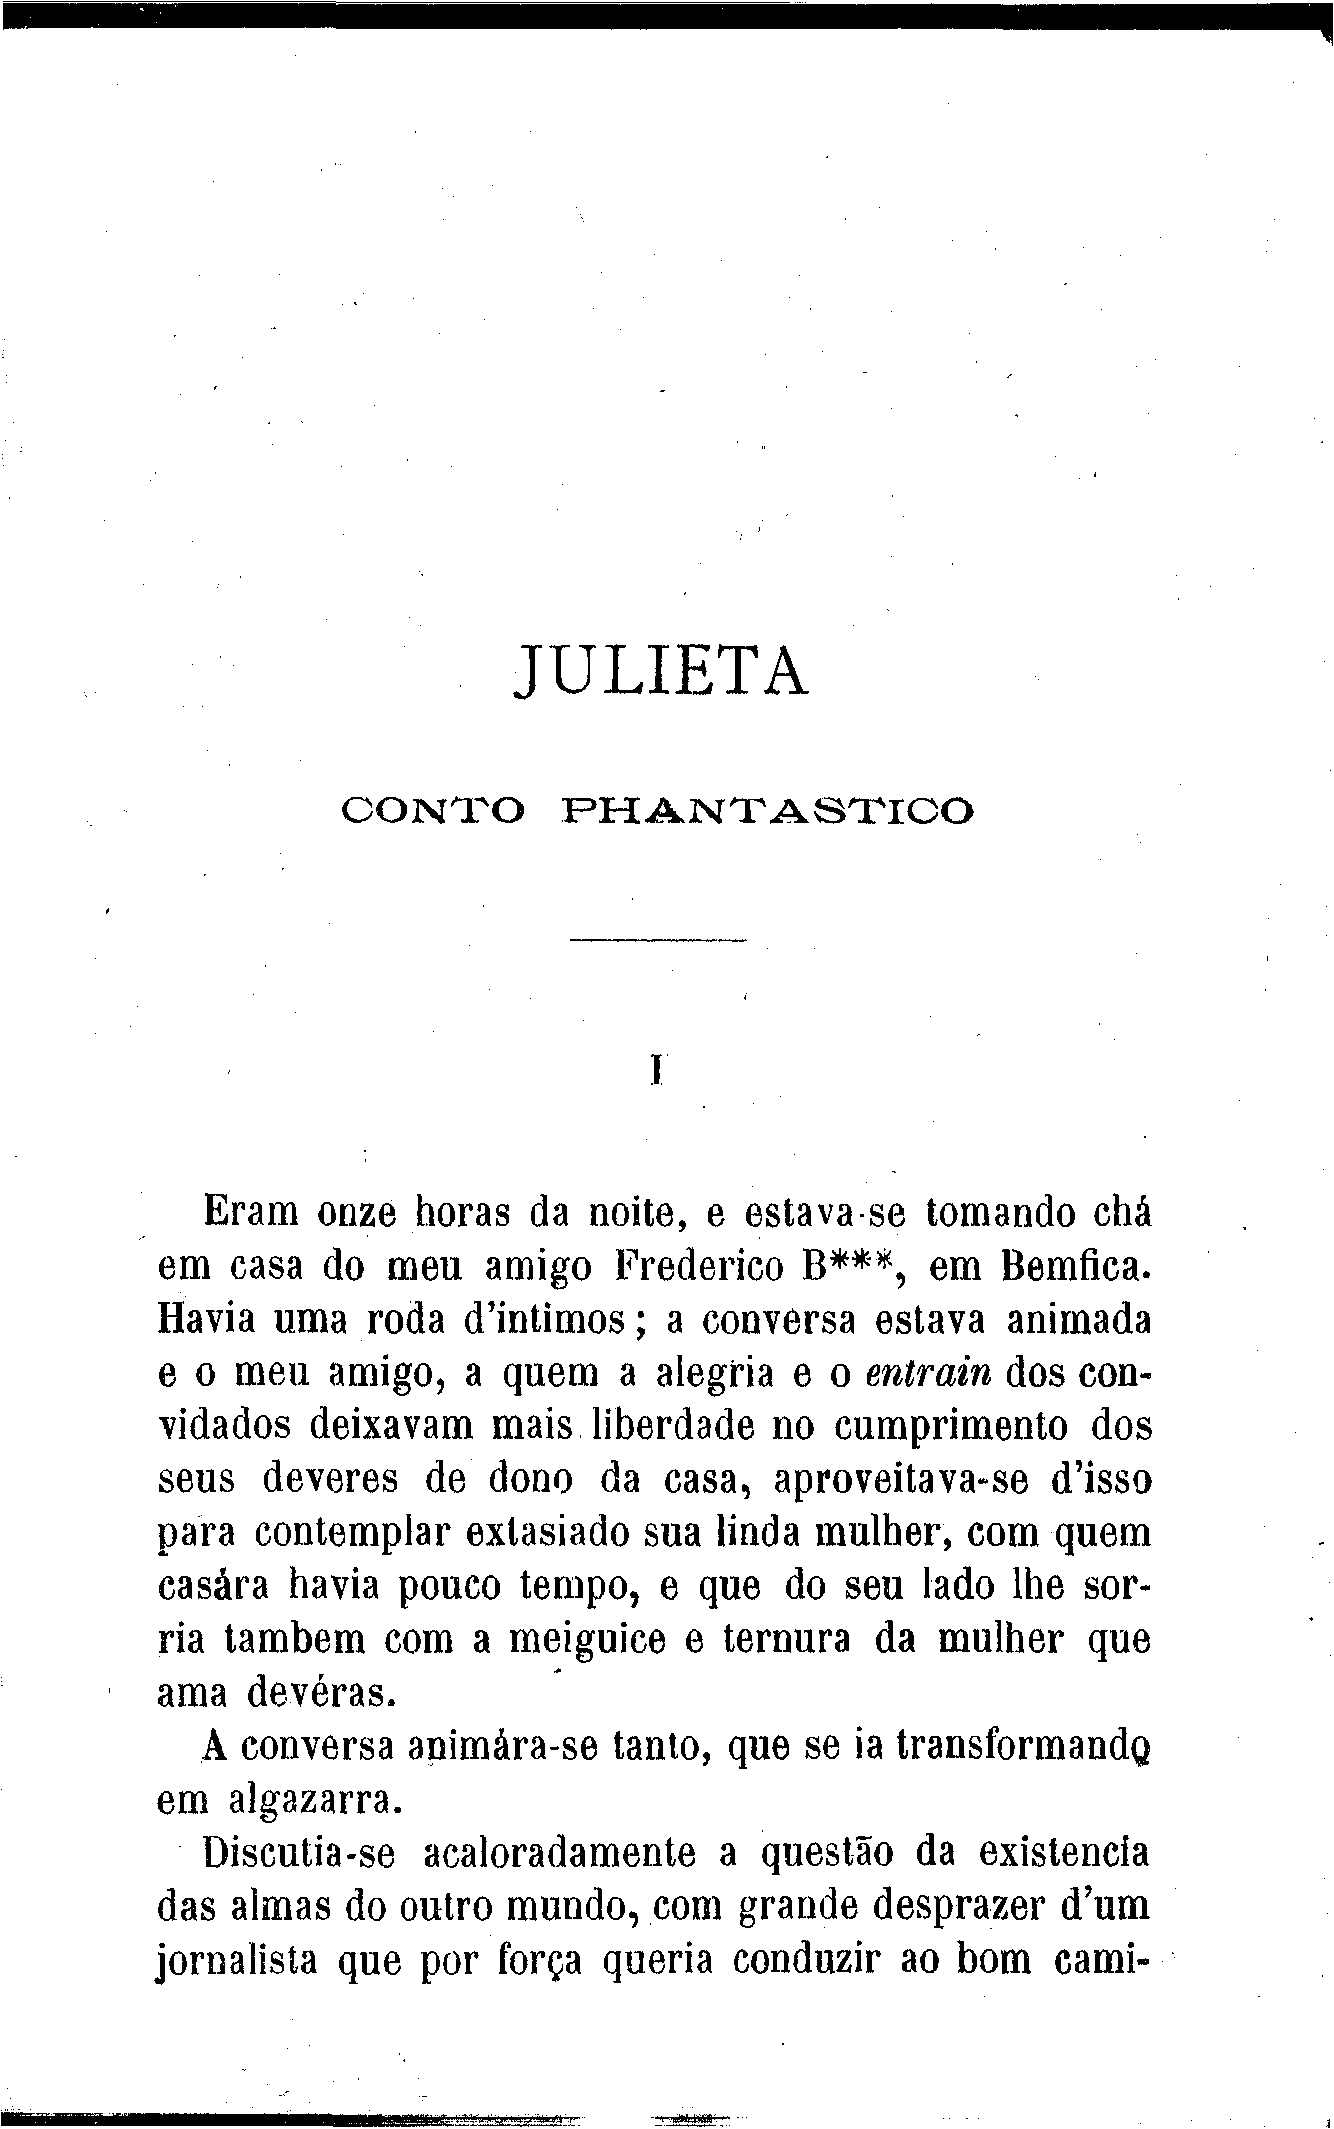 JULIETA
CONTO PHANTASTICO
I
Eram onze horas da noite, e estava-se tomando chá
em casa do meu amigo Frederico B***, em Bemfica.
Havia uma roda d'intimos; a conversa estava animada
e o meu amigo, a quem a alegria e o entrain dos con-
vidados deixavam mais liberdade no cumprimento dos
seus deveres de dono da casa, aproveitava-se d'isso
para contemplar extasiado sua linda mulher, com quem
casára havia pouco tempo, e que do seu lado lhe sor-
ria tambem com a meiguice e ternura da mulher que
ama devéras.
A conversa animára-se tanto, que se ia transformando
em algazarra.
Discutia-se acaloradamente a questão da existencia
das almas do outro mundo, com grande desprazer d'um
jornalista que por força queria conduzir ao bom cami-